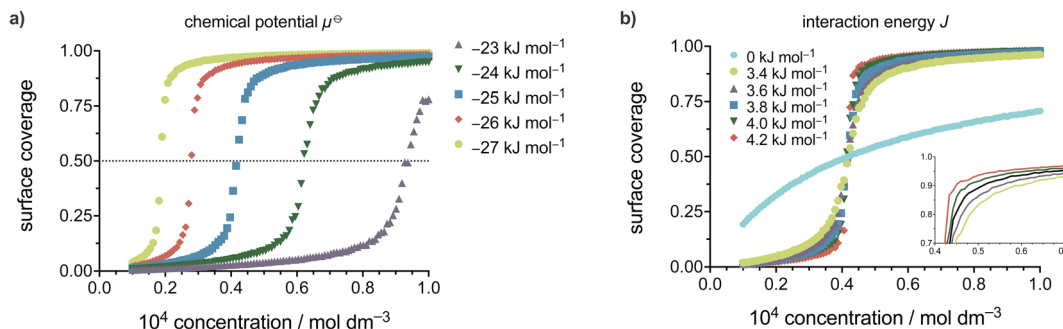 a)
chemical potential μ⊖
surface coverage
1.00
0.75
0.50
0.25
0.00
0.0
0.2
0.4
0.6
0.8
1.0
10⁴ concentration / mol dm⁻³
−23 kJ mol⁻¹
−24 kJ mol⁻¹
−25 kJ mol⁻¹
−26 kJ mol⁻¹
−27 kJ mol⁻¹
b)
interaction energy J
surface coverage
1.00
0.75
0.50
0.25
0.00
0.0
0.2
0.4
0.6
0.8
1.0
10⁴ concentration / mol dm⁻³
0 kJ mol⁻¹
3.4 kJ mol⁻¹
3.6 kJ mol⁻¹
3.8 kJ mol⁻¹
4.0 kJ mol⁻¹
4.2 kJ mol⁻¹
1.0
0.9
0.8
0.7
0.4
0.5
0.6
0.7